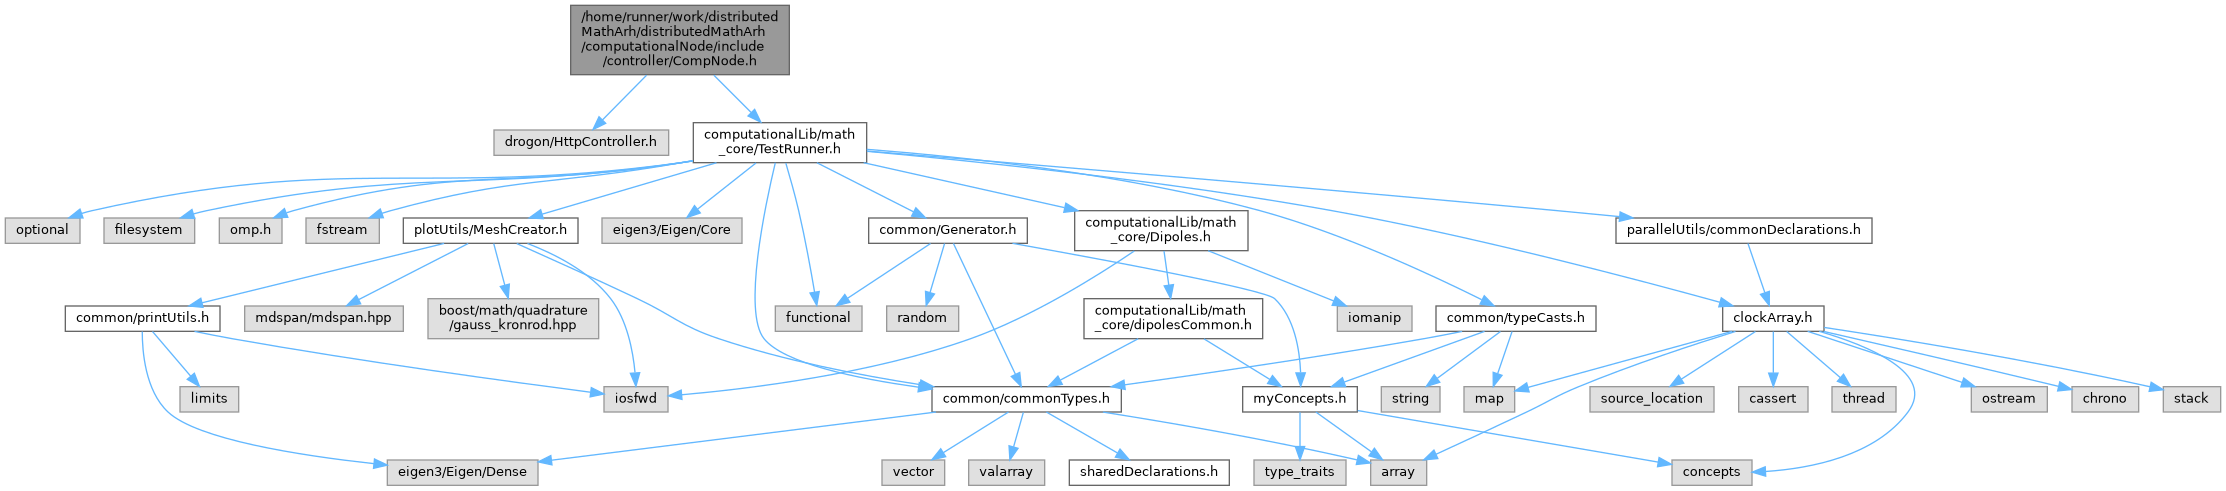 /home/runner/work/distributed
MathArh/distributedMathArh
/computationalNode/include
/controller/CompNode.h
drogon/HttpController.h
computationalLib/math
_core/TestRunner.h
optional
filesystem
omp.h
fstream
plotUtils/MeshCreator.h
eigen3/Eigen/Core
common/Generator.h
computationalLib/math
_core/Dipoles.h
parallelUtils/commonDeclarations.h
common/printUtils.h
mdspan/mdspan.hpp
boost/math/quadrature
/gauss_kronrod.hpp
functional
random
computationalLib/math
_core/dipolesCommon.h
iomanip
common/typeCasts.h
clockArray.h
limits
iosfwd
common/commonTypes.h
myConcepts.h
string
map
source_location
cassert
thread
ostream
chrono
stack
eigen3/Eigen/Dense
vector
valarray
sharedDeclarations.h
type_traits
array
concepts